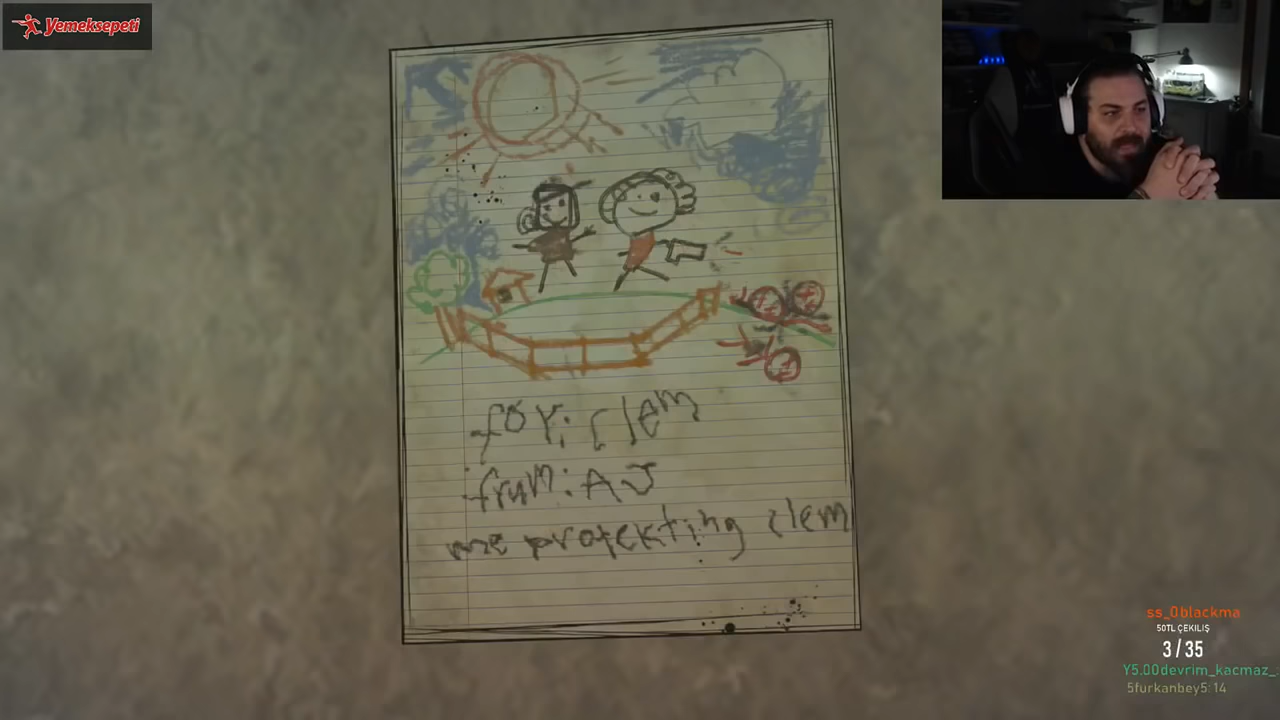 Yemeksepeti
for: clem
frum: AJ
me protekting clem
ss_0blackma
50TL ÇEKİLİŞ
3 / 35
Y5.00devrim_kacmaz_
5furkanbey5:14